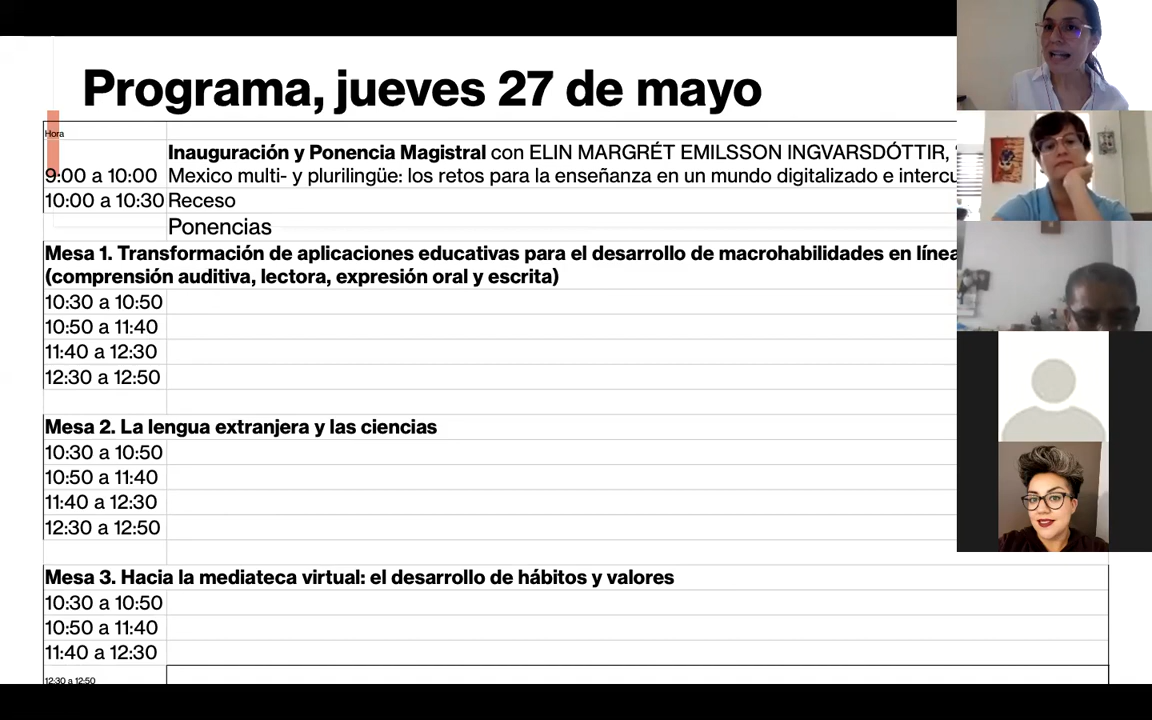 Programa, jueves 27 de mayo
Hora
Inauguración y Ponencia Magistral con ELIN MARGRÉT EMILSSON INGVARSDÓTTIR,
9:00 a 10:00 Mexico multi- y plurilingüe: los retos para la enseñanza en un mundo digitalizado e intercu
10:00 a 10:30 Receso
Ponencias
Mesa 1. Transformación de aplicaciones educativas para el desarrollo de macrohabilidades en línea
(comprensión auditiva, lectora, expresión oral y escrita)
10:30 a 10:50
10:50 a 11:40
11:40 a 12:30
12:30 a 12:50
Mesa 2. La lengua extranjera y las ciencias
10:30 a 10:50
10:50 a 11:40
11:40 a 12:30
12:30 a 12:50
Mesa 3. Hacia la mediateca virtual: el desarrollo de hábitos y valores
10:30 a 10:50
10:50 a 11:40
11:40 a 12:30
12:30 a 12:50